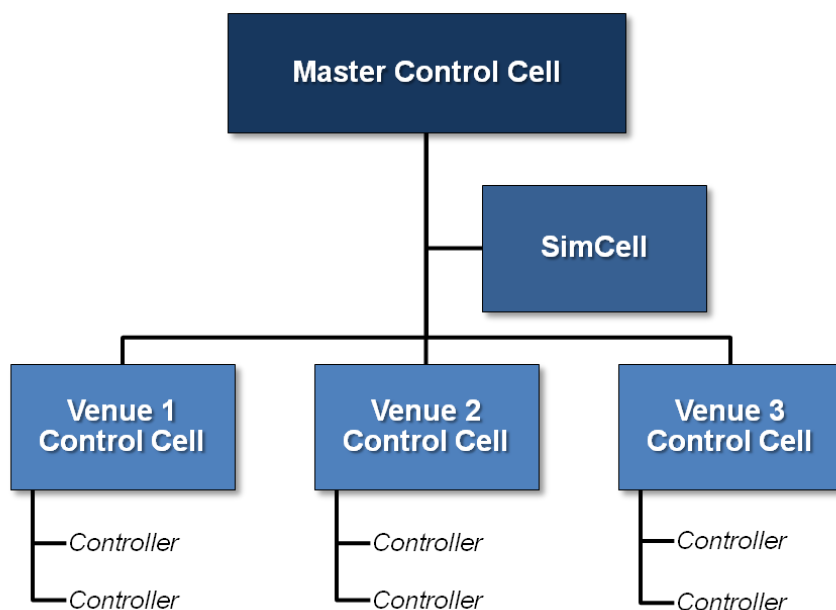 Master Control Cell
SimCell
Venue 1
Control Cell
Venue 2
Control Cell
Venue 3
Control Cell
Controller
Controller
Controller
Controller
Controller
Controller